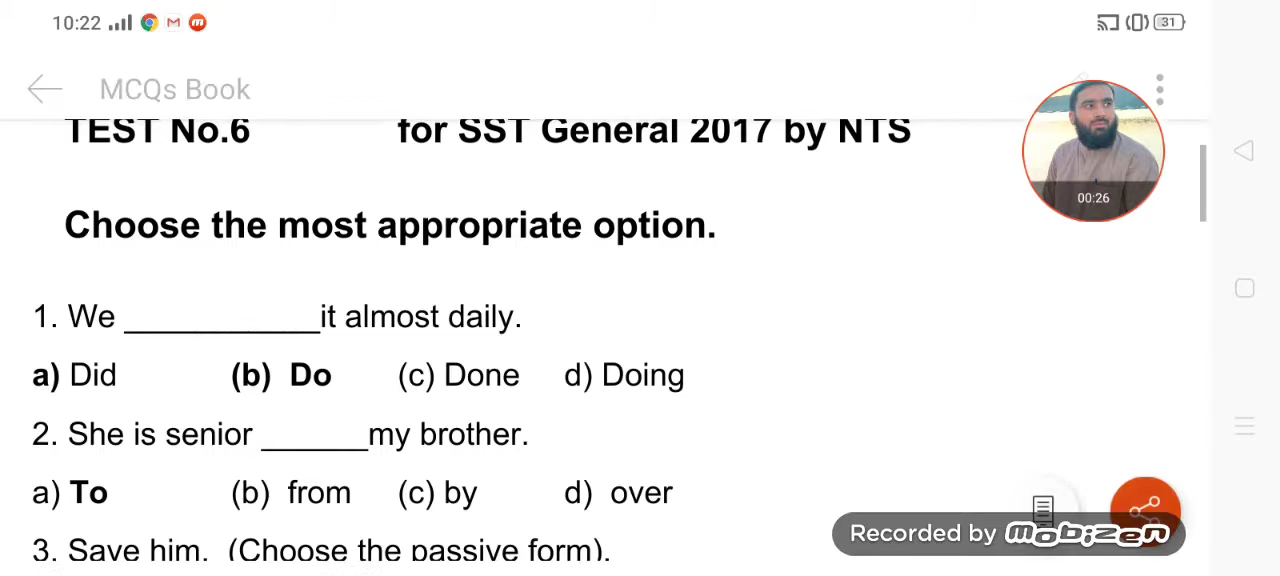 10:22
31
MCQs Book
TEST No.6 for SST General 2017 by NTS
00:26
Choose the most appropriate option.
1. We ___________it almost daily.
a) Did (b) Do (c) Done d) Doing
2. She is senior ______my brother.
a) To (b) from (c) by d) over
3. Save him. (Choose the passive form).
Recorded by mobizen